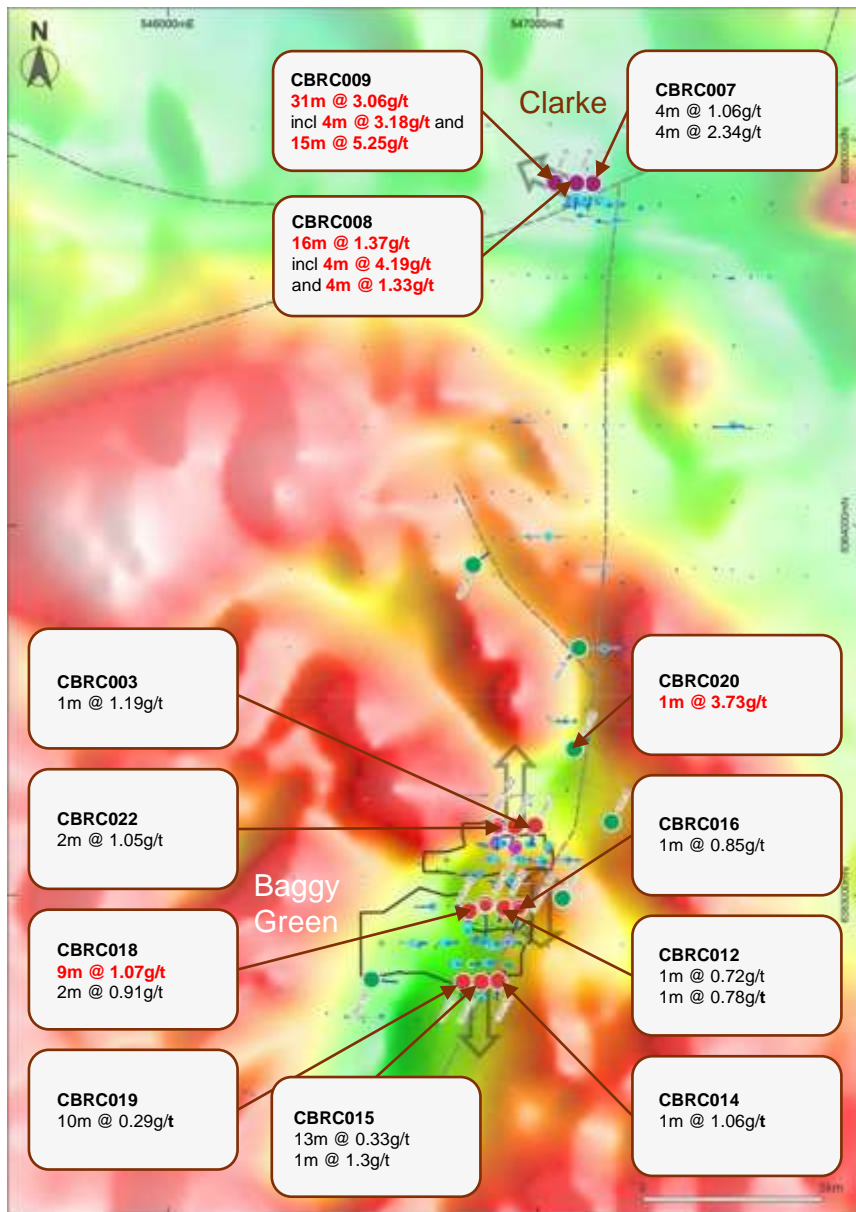 546000mE
547000mE
N
CBRC009
31m @ 3.06g/t
incl 4m @ 3.18g/t and
15m @ 5.25g/t
Clarke
CBRC007
4m @ 1.06g/t
4m @ 2.34g/t
CBRC008
16m @ 1.37g/t
incl 4m @ 4.19g/t
and 4m @ 1.33g/t
CBRC003
1m @ 1.19g/t
CBRC020
1m @ 3.73g/t
CBRC022
2m @ 1.05g/t
CBRC016
1m @ 0.85g/t
Baggy
Green
CBRC018
9m @ 1.07g/t
2m @ 0.91g/t
CBRC012
1m @ 0.72g/t
1m @ 0.78g/t
CBRC019
10m @ 0.29g/t
CBRC015
13m @ 0.33g/t
1m @ 1.3g/t
CBRC014
1m @ 1.06g/t